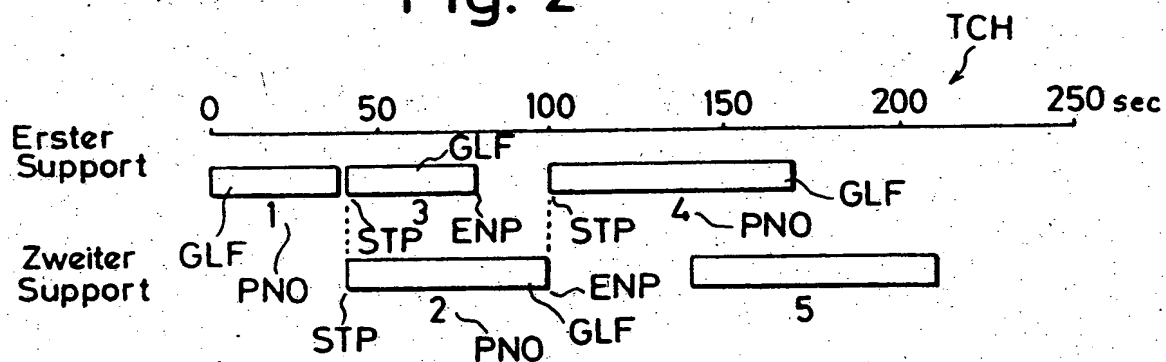 Fig. 2
TCH
0 50 100 150 200 250 sec
Erster
Support
GLF
GLF
1 3 4
STP ENP STP PNO
GLF
PNO
Zweiter
Support
ENP
STP 2 GLF 5
PNO